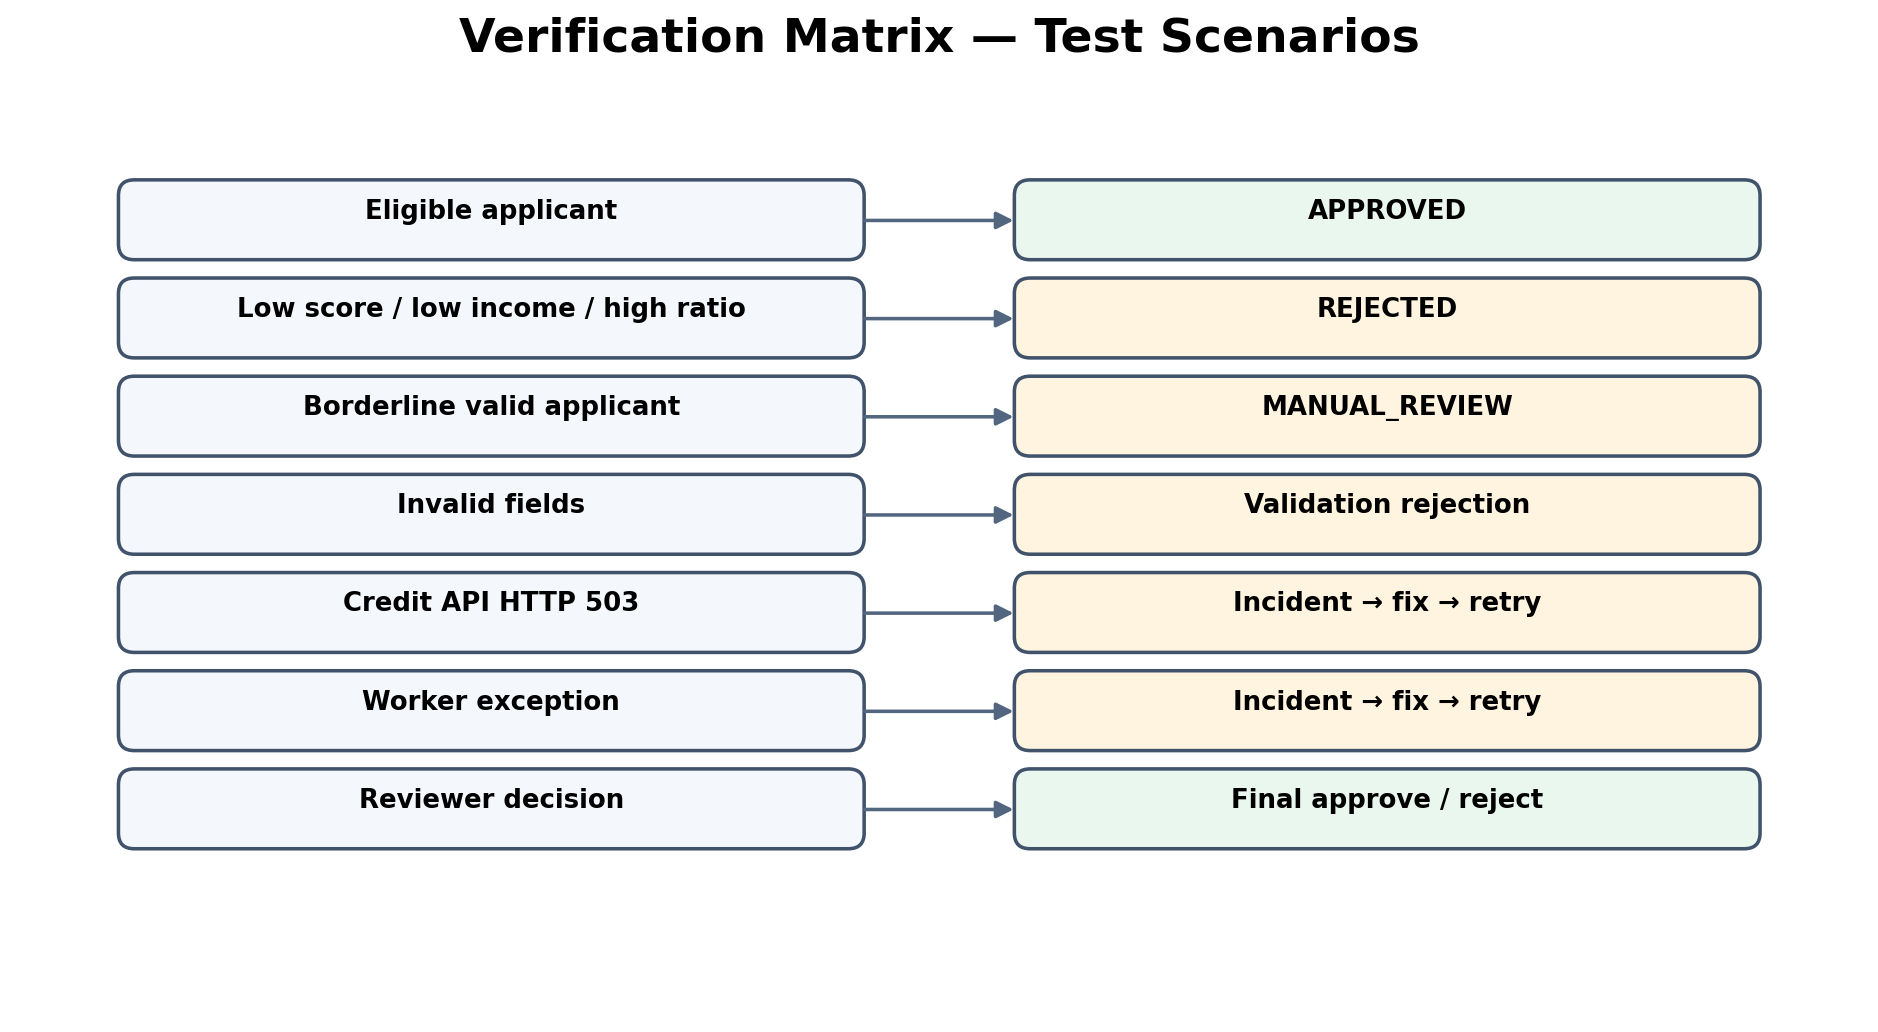 Verification Matrix — Test Scenarios
Eligible applicant
APPROVED
Low score / low income / high ratio
REJECTED
Borderline valid applicant
MANUAL_REVIEW
Invalid fields
Validation rejection
Credit API HTTP 503
Incident → fix → retry
Worker exception
Incident → fix → retry
Reviewer decision
Final approve / reject